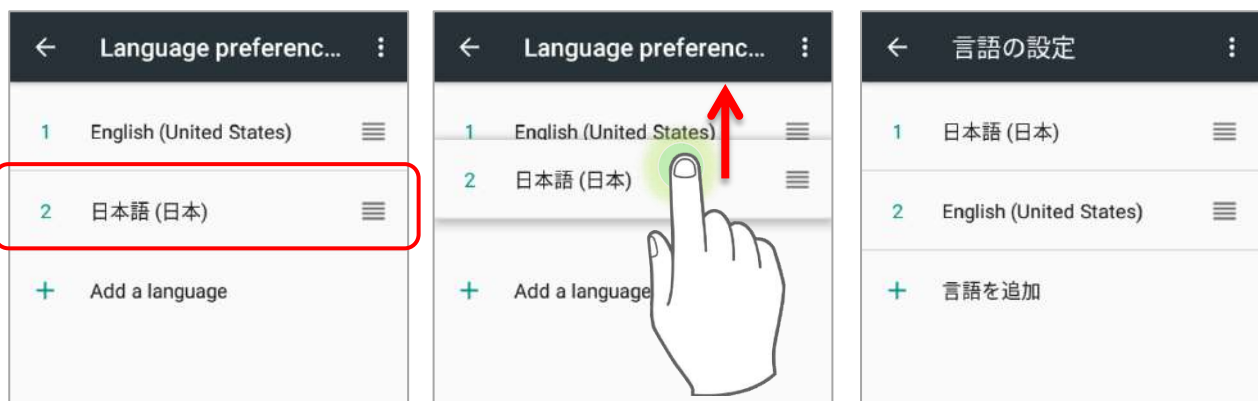 Language preferenc...
1 English (United States)
2 日本語 (日本)
+ Add a language
Language preferenc...
1 English (United States)
2 日本語 (日本)
+ Add a language
言語の設定
1 日本語 (日本)
2 English (United States)
+ 言語を追加